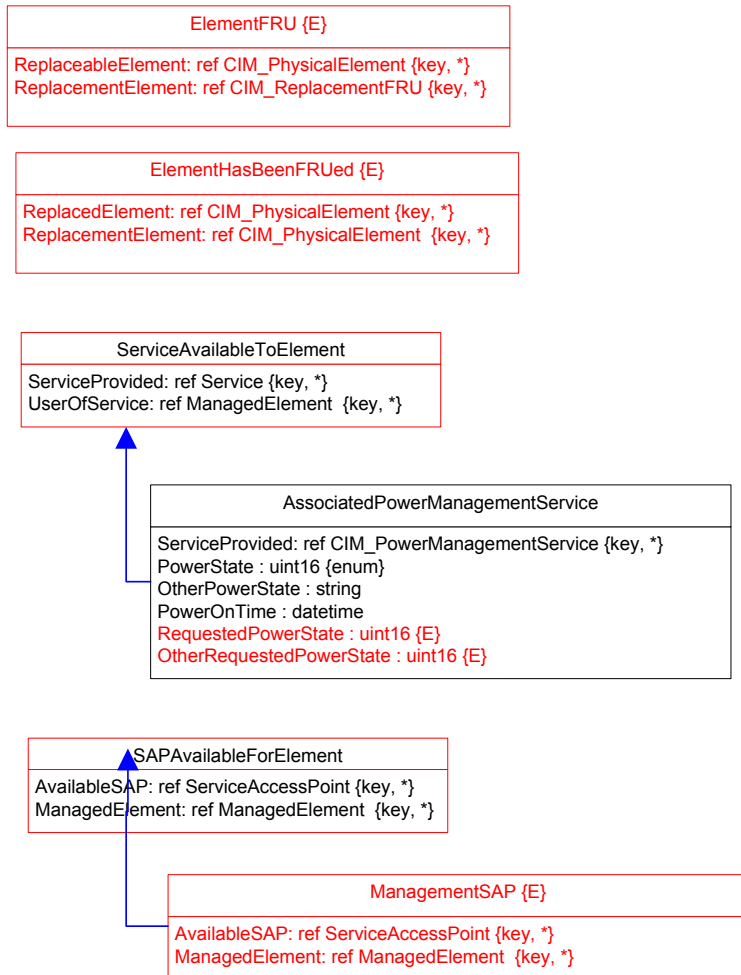 ElementFRU {E}
ReplaceableElement: ref CIM_PhysicalElement {key, *}
ReplacementElement: ref CIM_ReplacementFRU {key, *}
ElementHasBeenFRUed {E}
ReplacedElement: ref CIM_PhysicalElement {key, *}
ReplacementElement: ref CIM_PhysicalElement {key, *}
ServiceAvailableToElement
ServiceProvided: ref Service {key, *}
UserOfService: ref ManagedElement {key, *}
AssociatedPowerManagementService
ServiceProvided: ref CIM_PowerManagementService {key, *}
PowerState : uint16 {enum}
OtherPowerState : string
PowerOnTime : datetime
RequestedPowerState : uint16 {E}
OtherRequestedPowerState : uint16 {E}
SAPAvailableForElement
AvailableSAP: ref ServiceAccessPoint {key, *}
ManagedElement: ref ManagedElement {key, *}
ManagementSAP {E}
AvailableSAP: ref ServiceAccessPoint {key, *}
ManagedElement: ref ManagedElement {key, *}